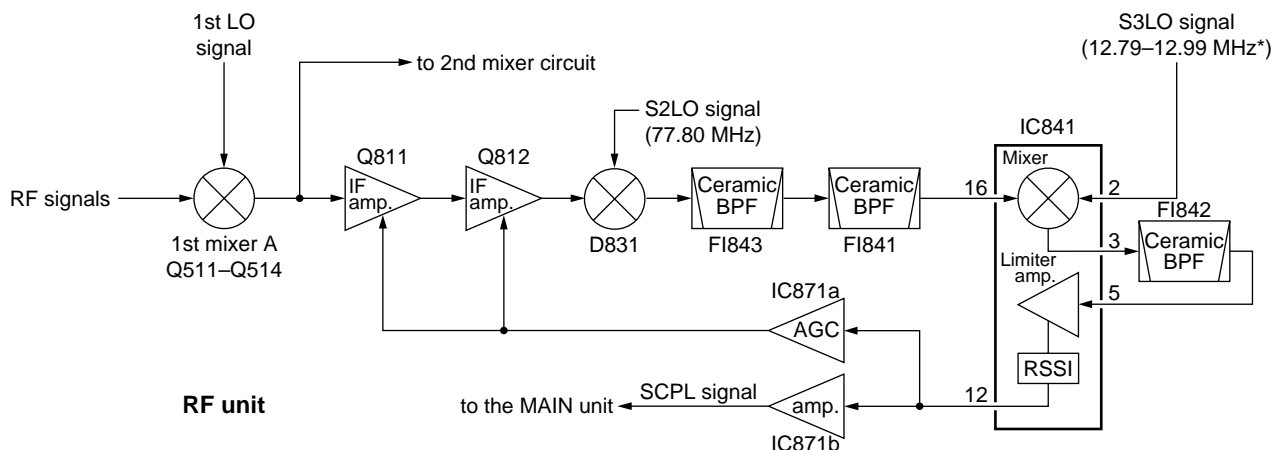 1st LO
signal
S3LO signal
(12.79–12.99 MHz*)
to 2nd mixer circuit
S2LO signal
(77.80 MHz)
IC841
Q811
Q812
Mixer
RF signals
IF
amp.
IF
amp.
Ceramic
BPF
Ceramic
BPF
16
2
FI842
1st mixer A
Q511–Q514
D831
FI843
FI841
3
Ceramic
BPF
Limiter
amp.
5
IC871a
AGC
RSSI
RF unit
to the MAIN unit
SCPL signal
amp.
12
IC871b